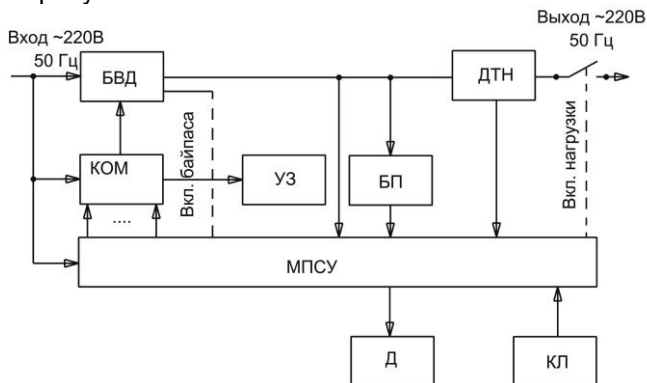 Вход ~220В
50 Гц
Выход ~220В
50 Гц
БВД
ДТН
КОМ
Вкл. байпаса
УЗ
БП
Вкл. нагрузки
....
МПСУ
Д
КЛ